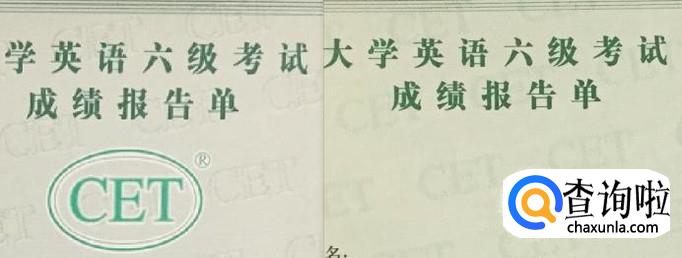 学英语六级考试
成绩报告单
CET®
大学英语六级考试
成绩报告单
名:
查询啦
chaxunla.com